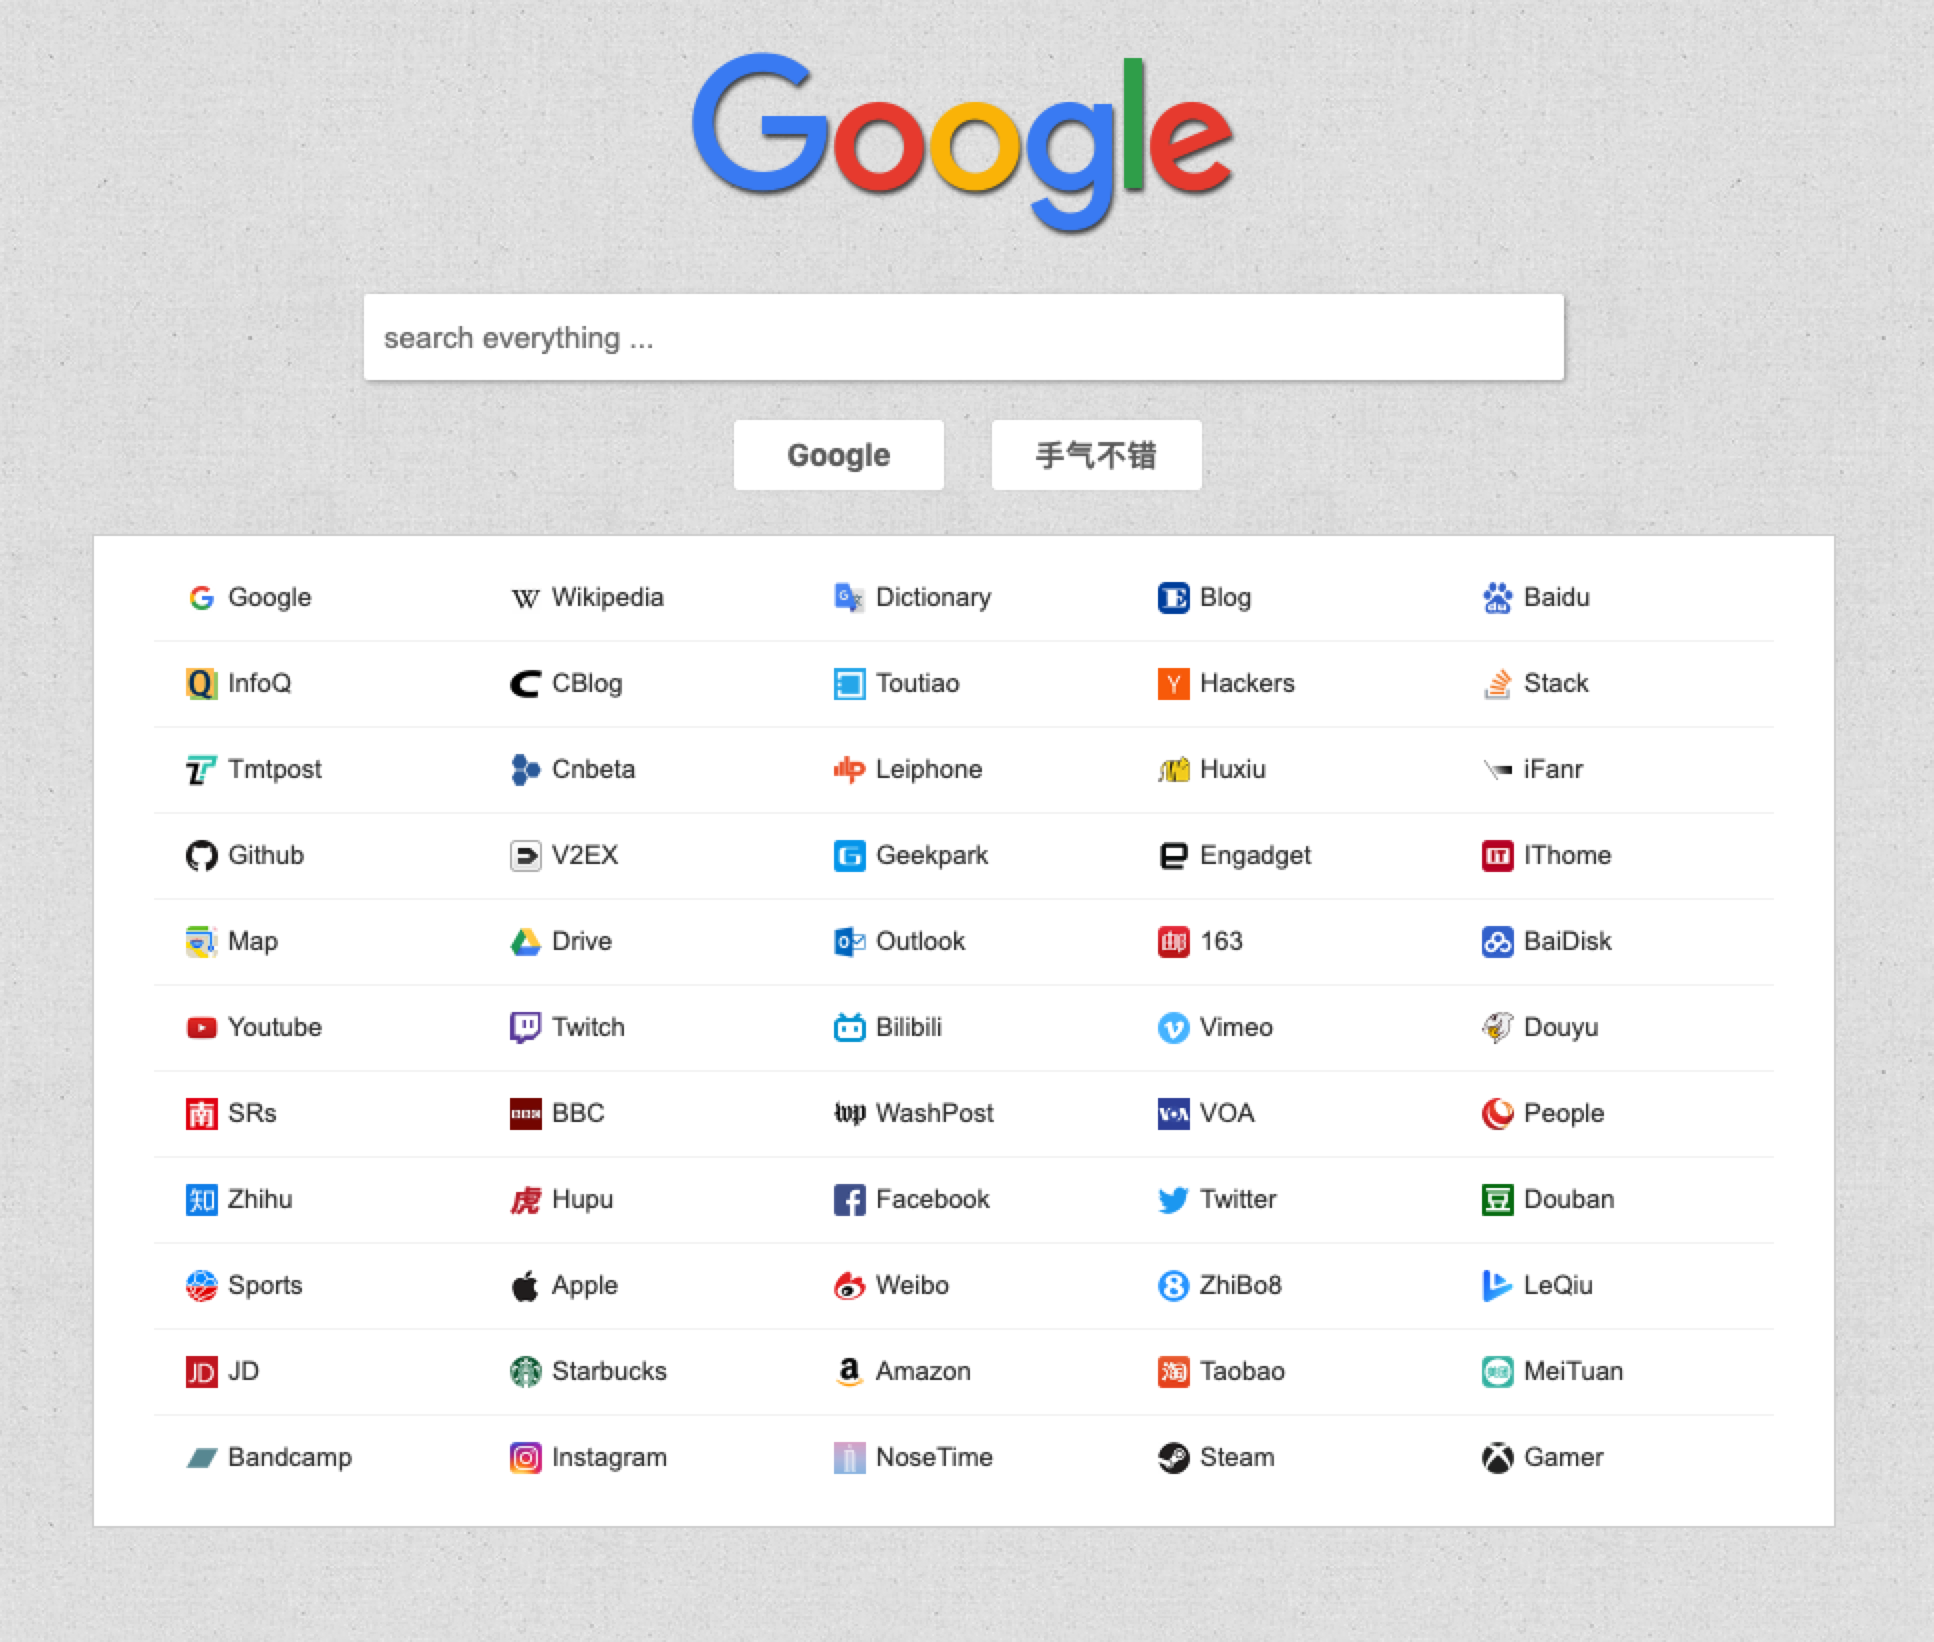 Google
search everything ...
Google 手气不错
Google Wikipedia Dictionary Blog Baidu
InfoQ CBlog Toutiao Hackers Stack
Tmtpost Cnbeta Leiphone Huxiu iFanr
Github V2EX Geekpark Engadget IThome
Map Drive Outlook 163 BaiDisk
Youtube Twitch Bilibili Vimeo Douyu
SRs BBC WashPost VOA People
Zhihu Hupu Facebook Twitter Douban
Sports Apple Weibo ZhiBo8 LeQiu
JD Starbucks Amazon Taobao MeiTuan
Bandcamp Instagram NoseTime Steam Gamer